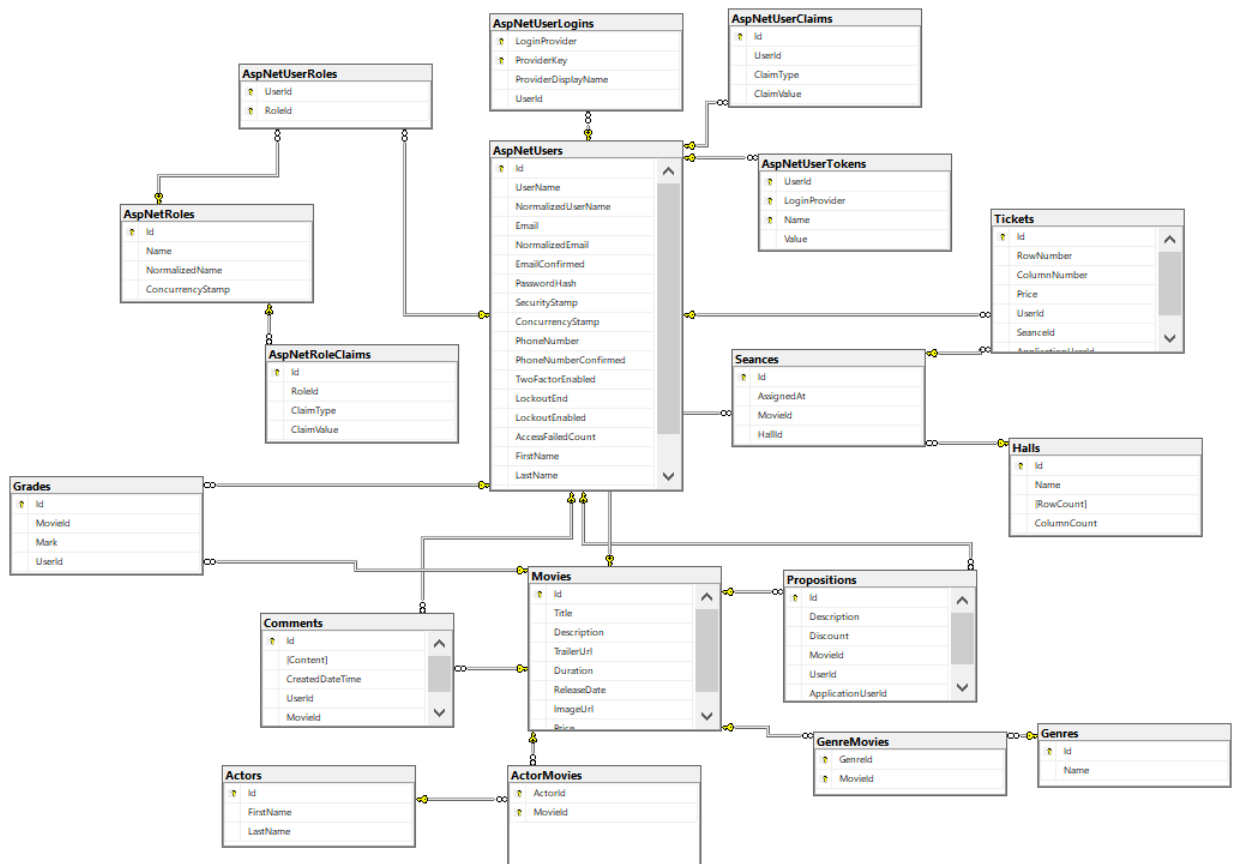 AspNetUserLogins
LoginProvider
ProviderKey
ProviderDisplayName
UserId
AspNetUserClaims
Id
UserId
ClaimType
ClaimValue
AspNetUserRoles
UserId
RoleId
AspNetUsers
Id
UserName
NormalizedUserName
Email
NormalizedEmail
EmailConfirmed
PasswordHash
SecurityStamp
ConcurrencyStamp
PhoneNumber
PhoneNumberConfirmed
TwoFactorEnabled
LockoutEnd
LockoutEnabled
AccessFailedCount
FirstName
LastName
AspNetUserTokens
UserId
LoginProvider
Name
Value
AspNetRoles
Id
Name
NormalizedName
ConcurrencyStamp
Tickets
Id
RowNumber
ColumnNumber
Price
UserId
SeanceId
ApplicationUserId
AspNetRoleClaims
Id
RoleId
ClaimType
ClaimValue
Seances
Id
AssignedAt
MovieId
HallId
Halls
Id
Name
[RowCount]
ColumnCount
Grades
Id
MovieId
Mark
UserId
Movies
Id
Title
Description
TrailerUrl
Duration
ReleaseDate
ImageUrl
Price
Propositions
Id
Description
Discount
MovieId
UserId
ApplicationUserId
Comments
Id
[Content]
CreatedDateTime
UserId
MovieId
GenreMovies
GenreId
MovieId
Genres
Id
Name
Actors
Id
FirstName
LastName
ActorMovies
ActorId
MovieId